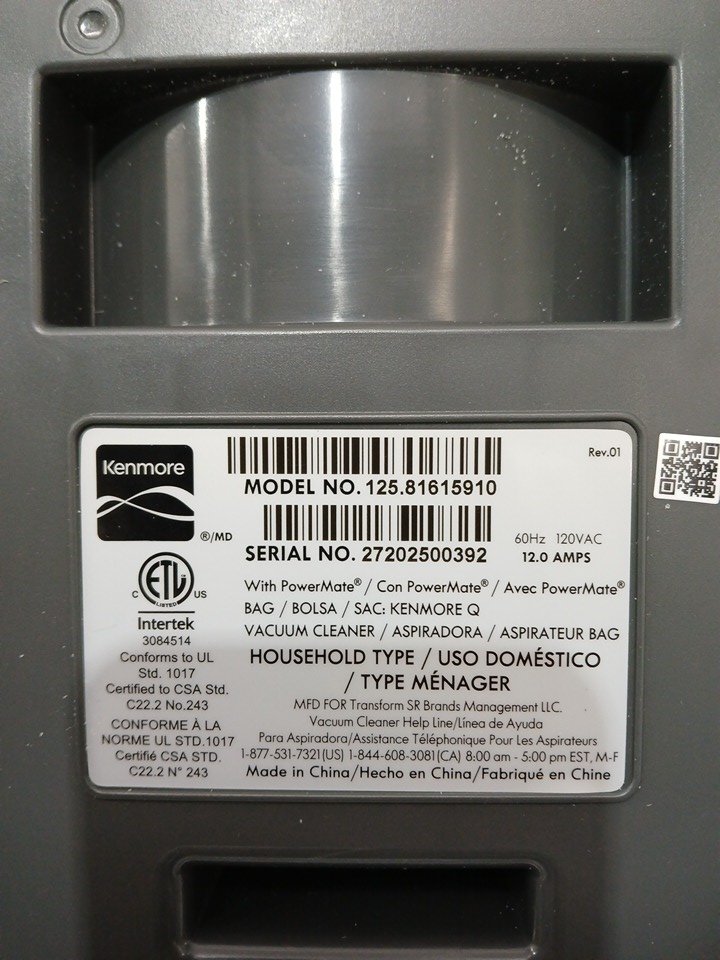 Kenmore
®/MD
Rev.01
MODEL NO. 125.81615910
SERIAL NO. 27202500392
60Hz 120VAC
12.0 AMPS
C ETL US
LISTED
Intertek
3084514
Conforms to UL
Std. 1017
Certified to CSA Std.
C22.2 No.243
CONFORME À LA
NORME UL STD.1017
Certifié CSA STD.
C22.2 N° 243
With PowerMate® / Con PowerMate® / Avec PowerMate®
BAG / BOLSA / SAC: KENMORE Q
VACUUM CLEANER / ASPIRADORA / ASPIRATEUR BAG
HOUSEHOLD TYPE / USO DOMÉSTICO
/ TYPE MÉNAGER
MFD FOR Transform SR Brands Management LLC.
Vacuum Cleaner Help Line/Línea de Ayuda
Para Aspiradora/Assistance Téléphonique Pour Les Aspirateurs
1-877-531-7321(US) 1-844-608-3081(CA) 8:00 am - 5:00 pm EST, M-F
Made in China/Hecho en China/Fabriqué en Chine